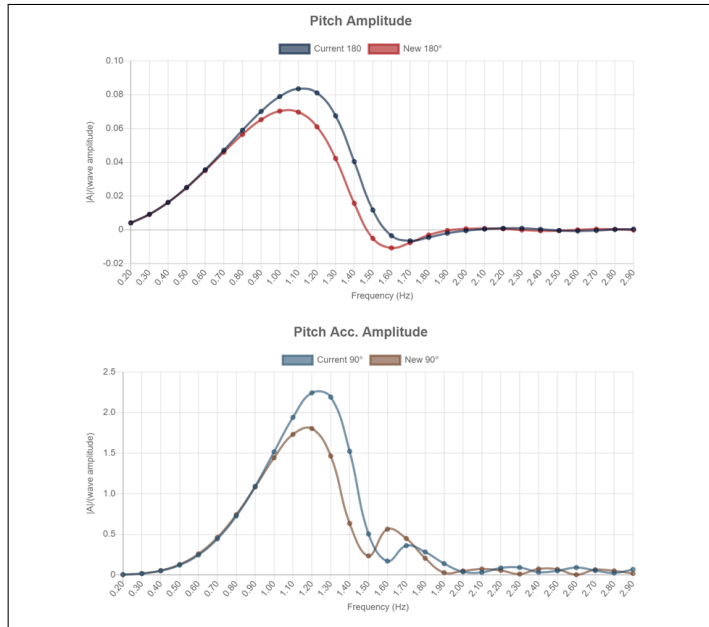 Pitch Amplitude
Current 180 New 180°
0.10
0.08
0.06
0.04
0.02
0
-0.02
|A|/(wave amplitude)
0.20 0.30 0.40 0.50 0.60 0.70 0.80 0.90 1.00 1.10 1.20 1.30 1.40 1.50 1.60 1.70 1.80 1.90 2.00 2.10 2.20 2.30 2.40 2.50 2.60 2.70 2.80 2.90
Frequency (Hz)
Pitch Acc. Amplitude
Current 90° New 90°
2.5
2.0
1.5
1.0
0.5
0
|A|/(wave amplitude)
0.20 0.30 0.40 0.50 0.60 0.70 0.80 0.90 1.00 1.10 1.20 1.30 1.40 1.50 1.60 1.70 1.80 1.90 2.00 2.10 2.20 2.30 2.40 2.50 2.60 2.70 2.80 2.90
Frequency (Hz)